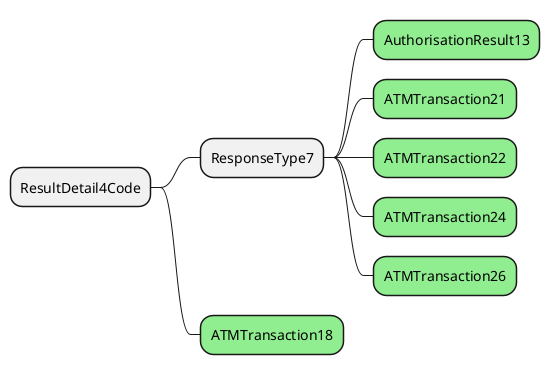 ResultDetail4Code
ResponseType7
AuthorisationResult13
ATMTransaction21
ATMTransaction22
ATMTransaction24
ATMTransaction26
ATMTransaction18